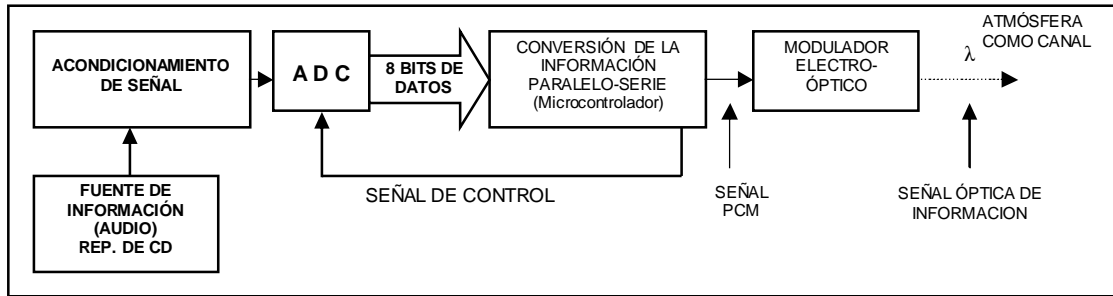 ACONDICIONAMIENTO
DE SEÑAL
A D C
8 BITS DE
DATOS
CONVERSIÓN DE LA
INFORMACIÓN
PARALELO-SERIE
(Microcontrolador)
MODULADOR
ELECTRO-
ÓPTICO
ATMÓSFERA
COMO CANAL
λ
FUENTE DE
INFORMACIÓN
(AUDIO)
REP. DE CD
SEÑAL DE CONTROL
SEÑAL
PCM
SEÑAL ÓPTICA DE
INFORMACION